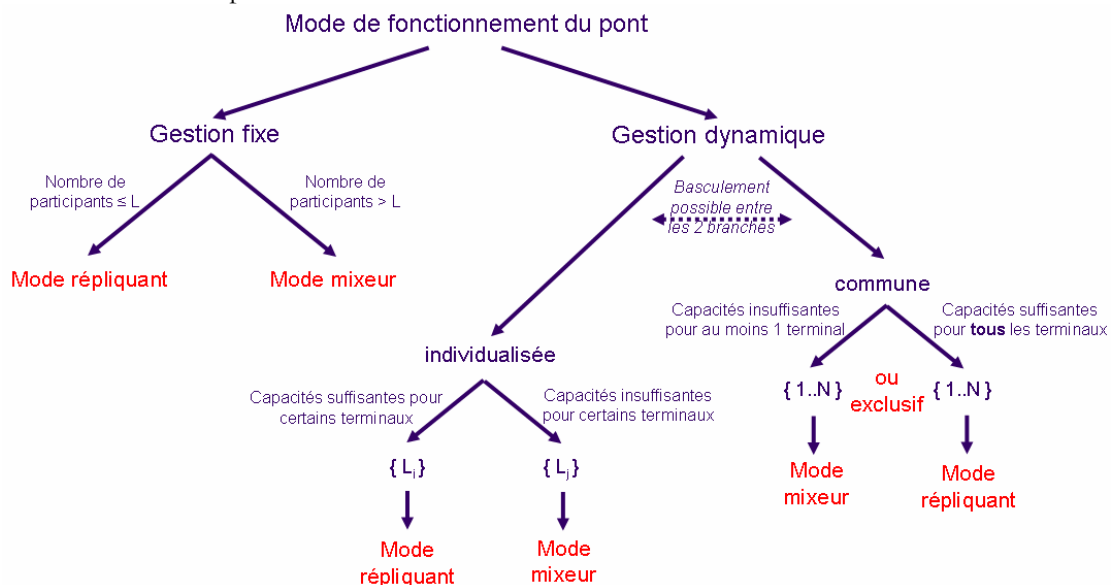 Mode de fonctionnement du pont
Gestion fixe
Gestion dynamique
Nombre de
participants ≤ L
Nombre de
participants > L
Basculement
possible entre
les 2 branches
Mode répliquant
Mode mixeur
commune
Capacités insuffisantes
pour au moins 1 terminal
Capacités suffisantes
pour tous les terminaux
individualisée
Capacités suffisantes pour
certains terminaux
Capacités insuffisantes
pour certains terminaux
{ 1..N }
ou
exclusif
{ 1..N }
{ Li }
{ Lj }
Mode
mixeur
Mode
répliquant
Mode
répliquant
Mode
mixeur